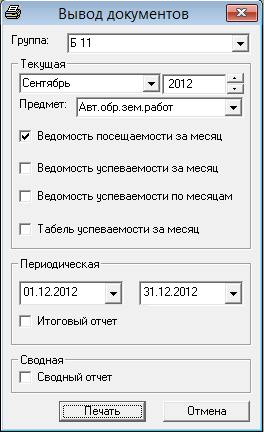 Вывод документов
Группа: Б 11
Текущая
Сентябрь 2012
Предмет: Авт.обр.зем.работ
Ведомость посещаемости за месяц
Ведомость успеваемости за месяц
Ведомость успеваемости по месяцам
Табель успеваемости за месяц
Периодическая
01.12.2012 31.12.2012
Итоговый отчет
Сводная
Сводный отчет
Печать Отмена